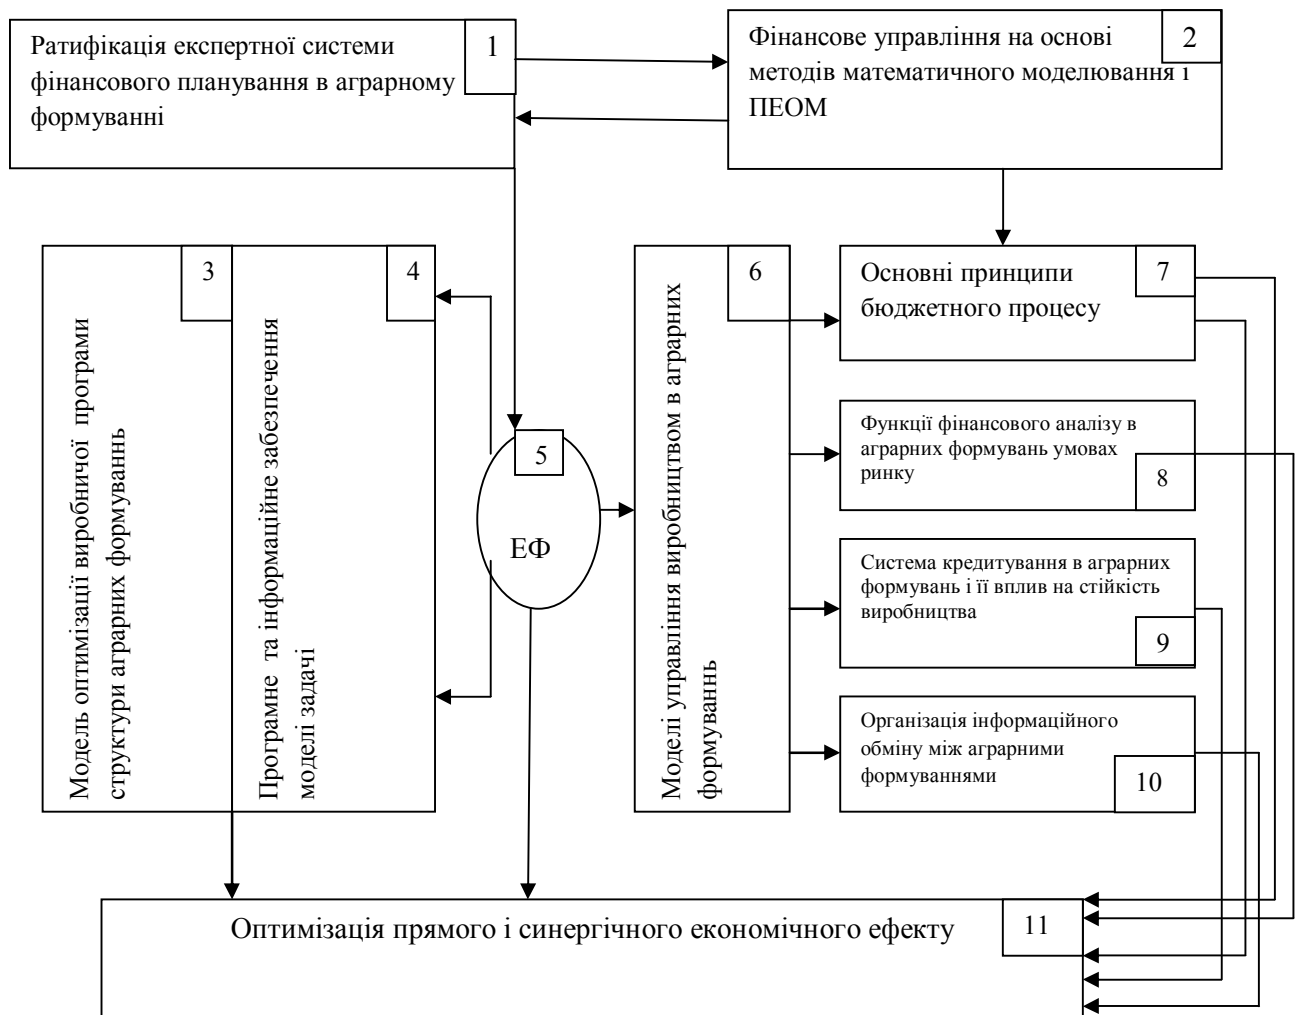 Ратифікація експертної системи
фінансового планування в аграрному
формуванні
1
Фінансове управління на основі
методів математичного моделювання і
ПЕОМ
2
Модель оптимізації виробничої програми
структури аграрних формуваннь
3
Програмне та інформаційне забезпечення
моделі задачі
4
5
ЕФ
Моделі управління виробництвом в аграрних
формуваннь
6
Основні принципи
бюджетного процесу
7
Функції фінансового аналізу в
аграрних формувань умовах
ринку
8
Система кредитування в аграрних
формувань і її вплив на стійкість
виробництва
9
Організація інформаційного
обміну між аграрними
формуваннями
10
Оптимізація прямого і синергічного економічного ефекту
11